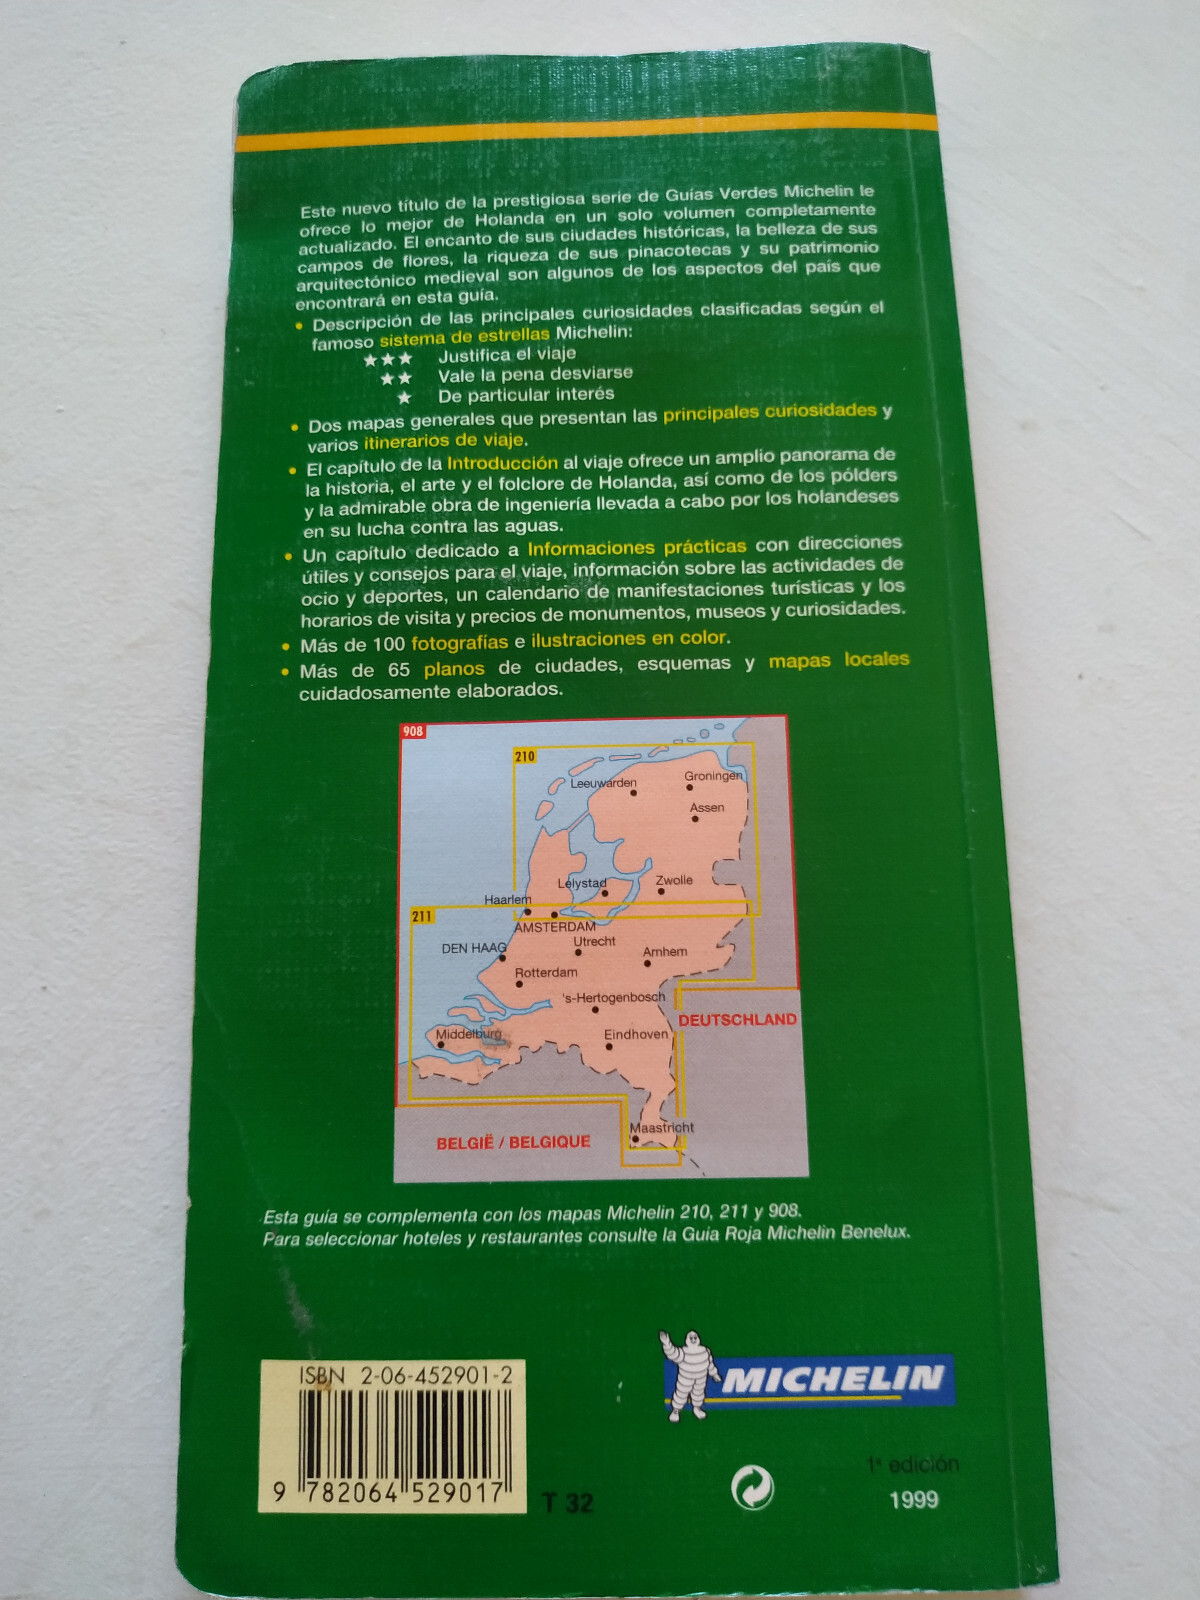 Este nuevo título de la prestigiosa serie de Guías Verdes Michelin le
ofrece lo mejor de Holanda en un solo volumen completamente
actualizado. El encanto de sus ciudades históricas, la belleza de sus
campos de flores, la riqueza de sus pinacotecas y su patrimonio
arquitectónico medieval son algunos de los aspectos del país que
encontrará en esta guía.
• Descripción de las principales curiosidades clasificadas según el
famoso sistema de estrellas Michelin:
★★★ Justifica el viaje
★★ Vale la pena desviarse
★ De particular interés
• Dos mapas generales que presentan las principales curiosidades y
varios itinerarios de viaje.
• El capítulo de la Introducción al viaje ofrece un amplio panorama de
la historia, el arte y el folclore de Holanda, así como de los pólders
y la admirable obra de ingeniería llevada a cabo por los holandeses
en su lucha contra las aguas.
• Un capítulo dedicado a Informaciones prácticas con direcciones
útiles y consejos para el viaje, información sobre las actividades de
ocio y deportes, un calendario de manifestaciones turísticas y los
horarios de visita y precios de monumentos, museos y curiosidades.
• Más de 100 fotografías e ilustraciones en color.
• Más de 65 planos de ciudades, esquemas y mapas locales
cuidadosamente elaborados.
908
210
Groningen
Leeuwarden
Assen
Zwolle
Lelystad
Haarlem
211
AMSTERDAM
DEN HAAG
Utrecht
Arnhem
Rotterdam
's-Hertogenbosch
DEUTSCHLAND
Middelburg
Eindhoven
Maastricht
BELGIË / BELGIQUE
Esta guía se complementa con los mapas Michelin 210, 211 y 908.
Para seleccionar hoteles y restaurantes consulte la Guía Roja Michelin Benelux.
ISBN 2-06-452901-2
9 782064 529017
T 32
MICHELIN
1ª edición
1999